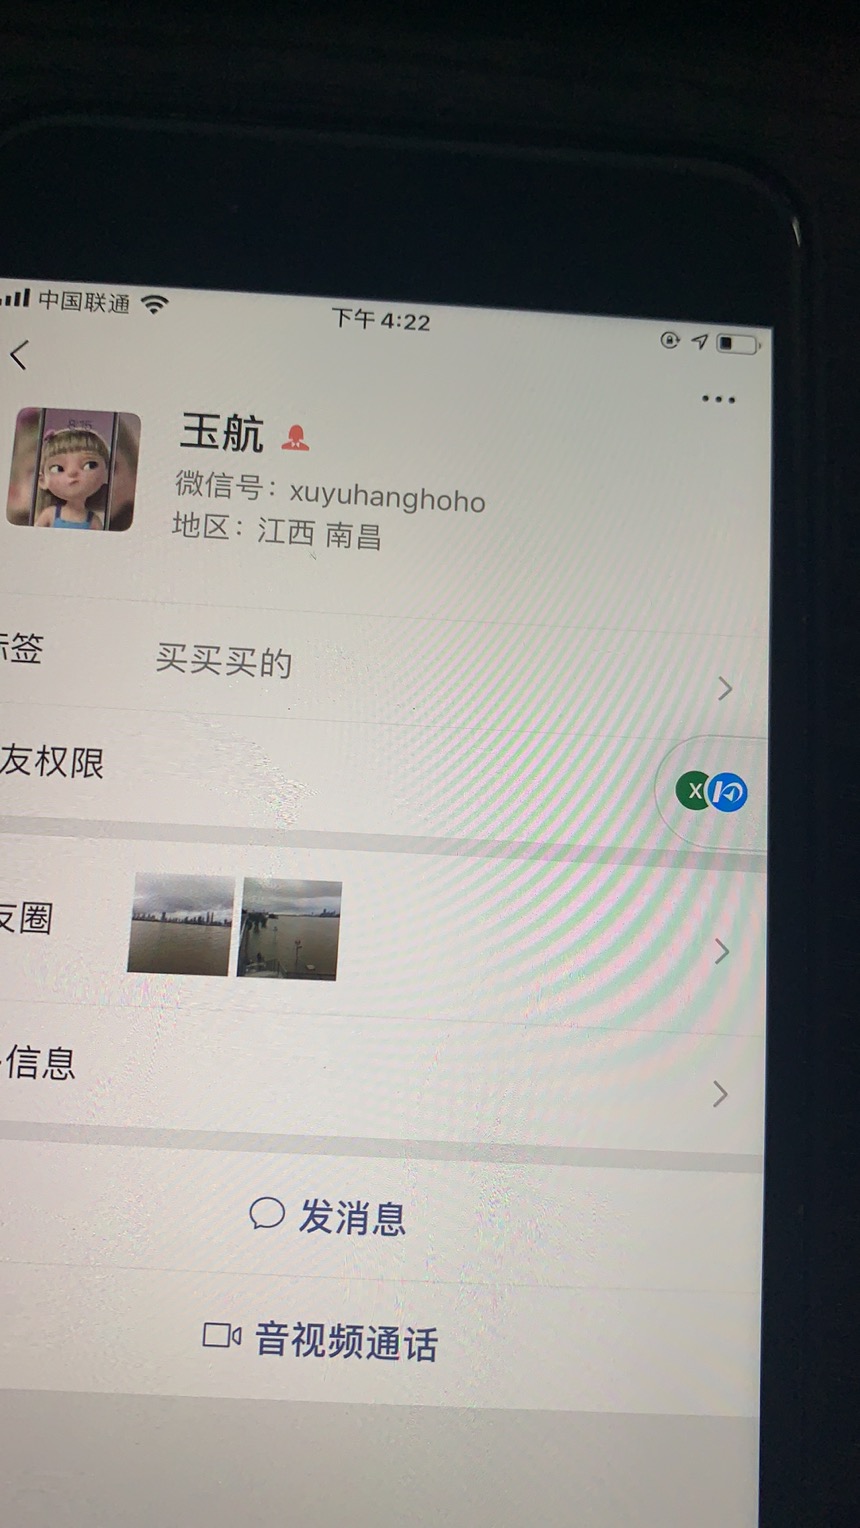 中国联通
下午4:22
玉航
微信号：xuyuhanghoho
地区：江西 南昌
标签 买买买的
友权限
友圈
信息
发消息
音视频通话